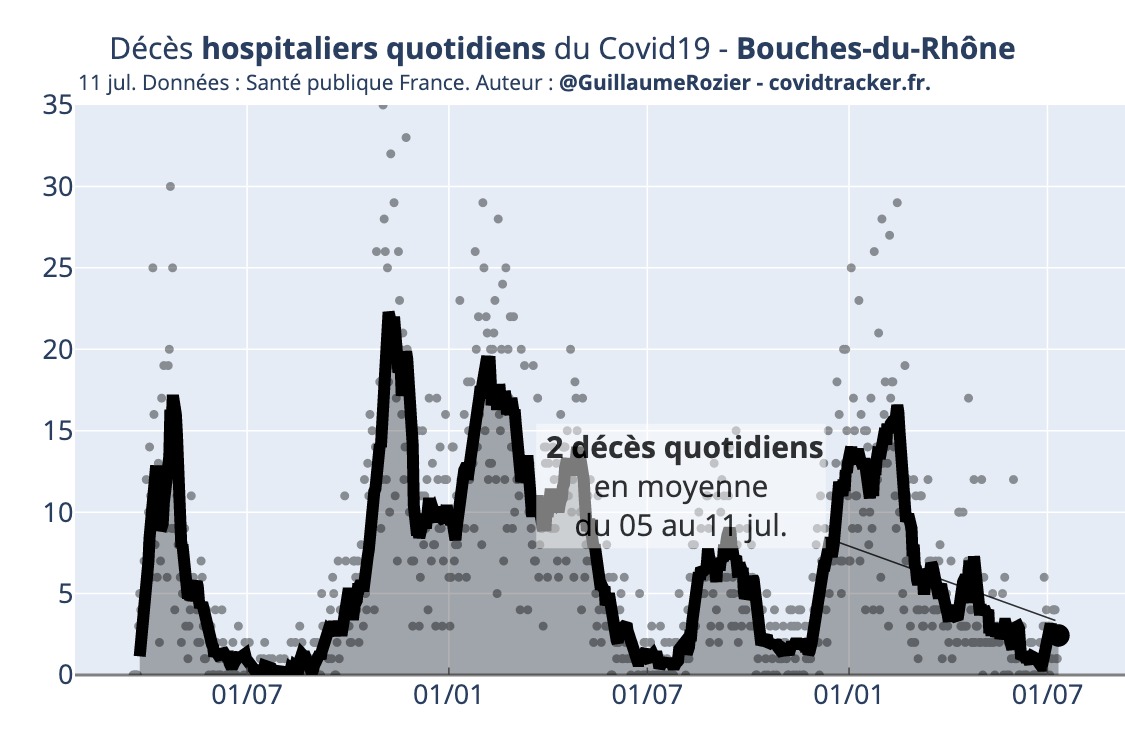 Décès hospitaliers quotidiens du Covid19 - Bouches-du-Rhône
11 jul. Données : Santé publique France. Auteur : @GuillaumeRozier - covidtracker.fr.
35
30
25
20
15
10
5
0
2 décès quotidiens
en moyenne
du 05 au 11 jul.
01/07
01/01
01/07
01/01
01/07